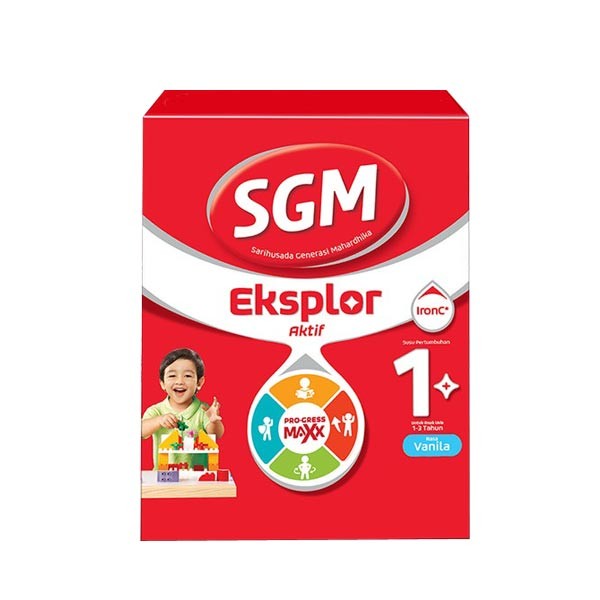 SGM
Sarihusada Generasi Mahardhika
Eksplor
Aktif
IronC*
Susu Pertumbuhan
1+
Untuk Anak Usia
1-3 Tahun
Rasa
Vanila
PRO-GRESS
MAXX